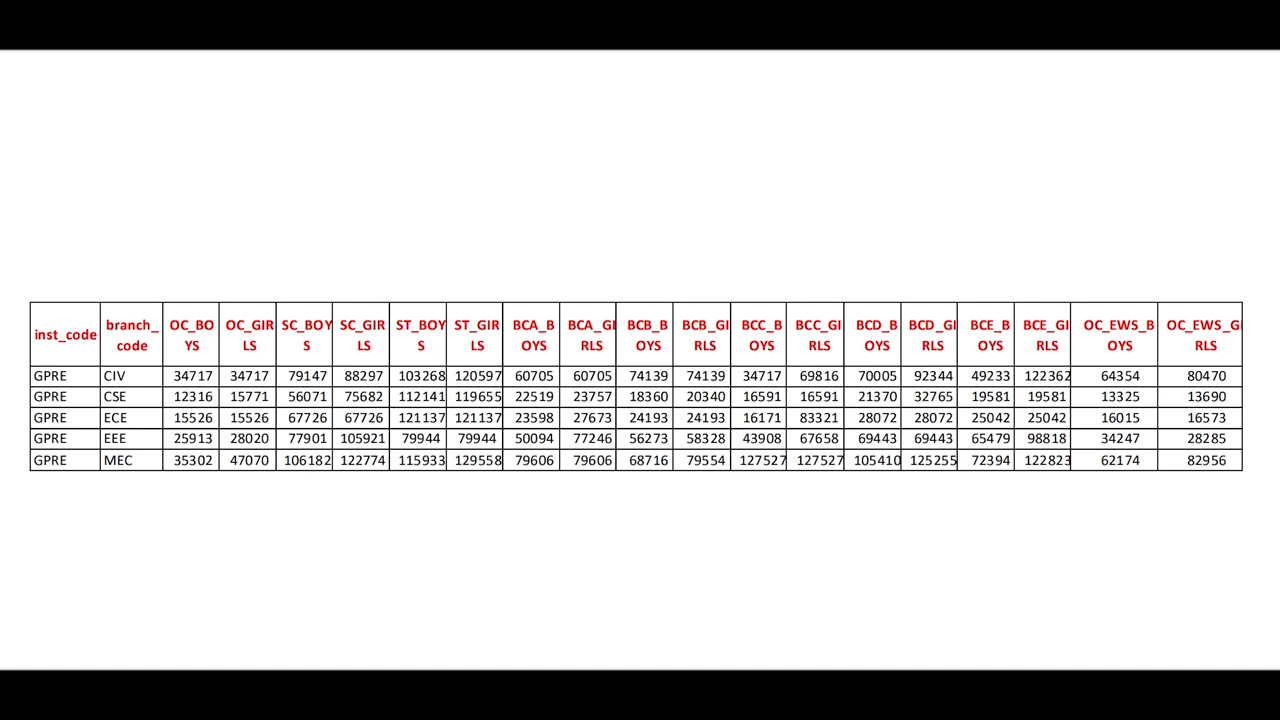 inst_code branch_code OC_BOYS OC_GIRLS SC_BOYS SC_GIRLS ST_BOYS ST_GIRLS BCA_BOYS BCA_GIRLS BCB_BOYS BCB_GIRLS BCC_BOYS BCC_GIRLS BCD_BOYS BCD_GIRLS BCE_BOYS BCE_GIRLS OC_EWS_BOYS OC_EWS_GIRLS
GPRE CIV 34717 34717 79147 88297 103268 120597 60705 60705 74139 74139 34717 69816 70005 92344 49233 122362 64354 80470
GPRE CSE 12316 15771 56071 75682 112141 119655 22519 23757 18360 20340 16591 16591 21370 32765 19581 19581 13325 13690
GPRE ECE 15526 15526 67726 67726 121137 121137 23598 27673 24193 24193 16171 83321 28072 28072 25042 25042 16015 16573
GPRE EEE 25913 28020 77901 105921 79944 79944 50094 77246 56273 58328 43908 67658 69443 69443 65479 98818 34247 28285
GPRE MEC 35302 47070 106182 122774 115933 129558 79606 79606 68716 79554 127527 127527 105410 125255 72394 122823 62174 82956